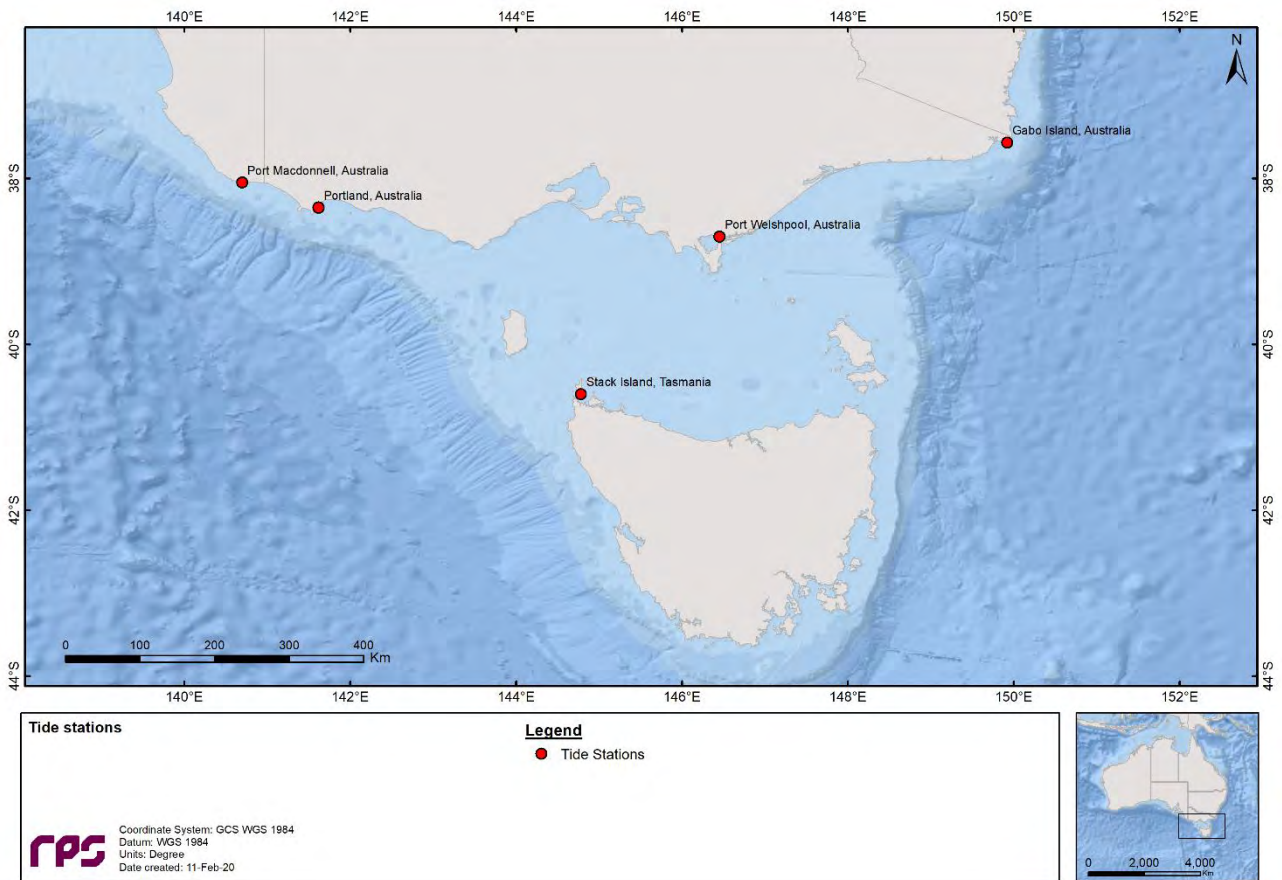 140°E 142°E 144°E 146°E 148°E 150°E 152°E
N
Gabo Island, Australia
38°S 38°S
Port Macdonnell, Australia
Portland, Australia
Port Welshpool, Australia
40°S 40°S
Stack Island, Tasmania
42°S 42°S
0 100 200 300 400
Km
44°S 44°S
140°E 142°E 144°E 146°E 148°E 150°E 152°E
Tide stations
Legend
Tide Stations
rps
Coordinate System: GCS WGS 1984
Datum: WGS 1984
Units: Degree
Date created: 11-Feb-20
0 2,000 4,000
Km